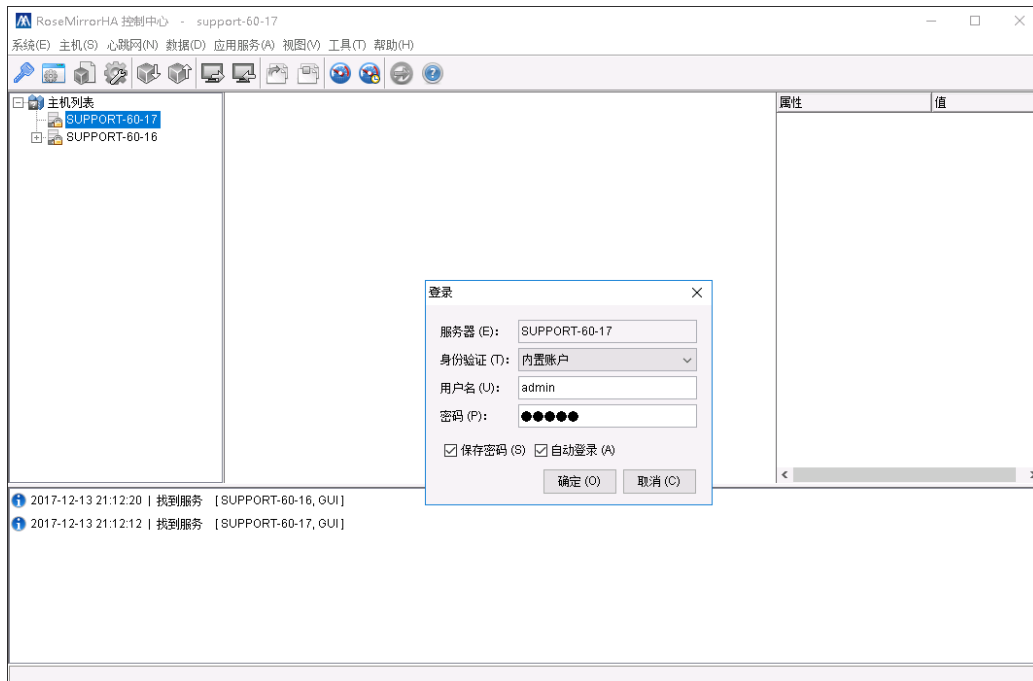 RoseMirrorHA 控制中心 - support-60-17
系统(E) 主机(S) 心跳网(N) 数据(D) 应用服务(A) 视图(V) 工具(T) 帮助(H)
主机列表
SUPPORT-60-17
SUPPORT-60-16
属性 值
登录
服务器 (E): SUPPORT-60-17
身份验证 (T): 内置账户
用户名 (U): admin
密码 (P): ●●●●●
保存密码 (S) 自动登录 (A)
确定 (O) 取消 (C)
2017-12-13 21:12:20 | 找到服务 [SUPPORT-60-16, GUI]
2017-12-13 21:12:12 | 找到服务 [SUPPORT-60-17, GUI]